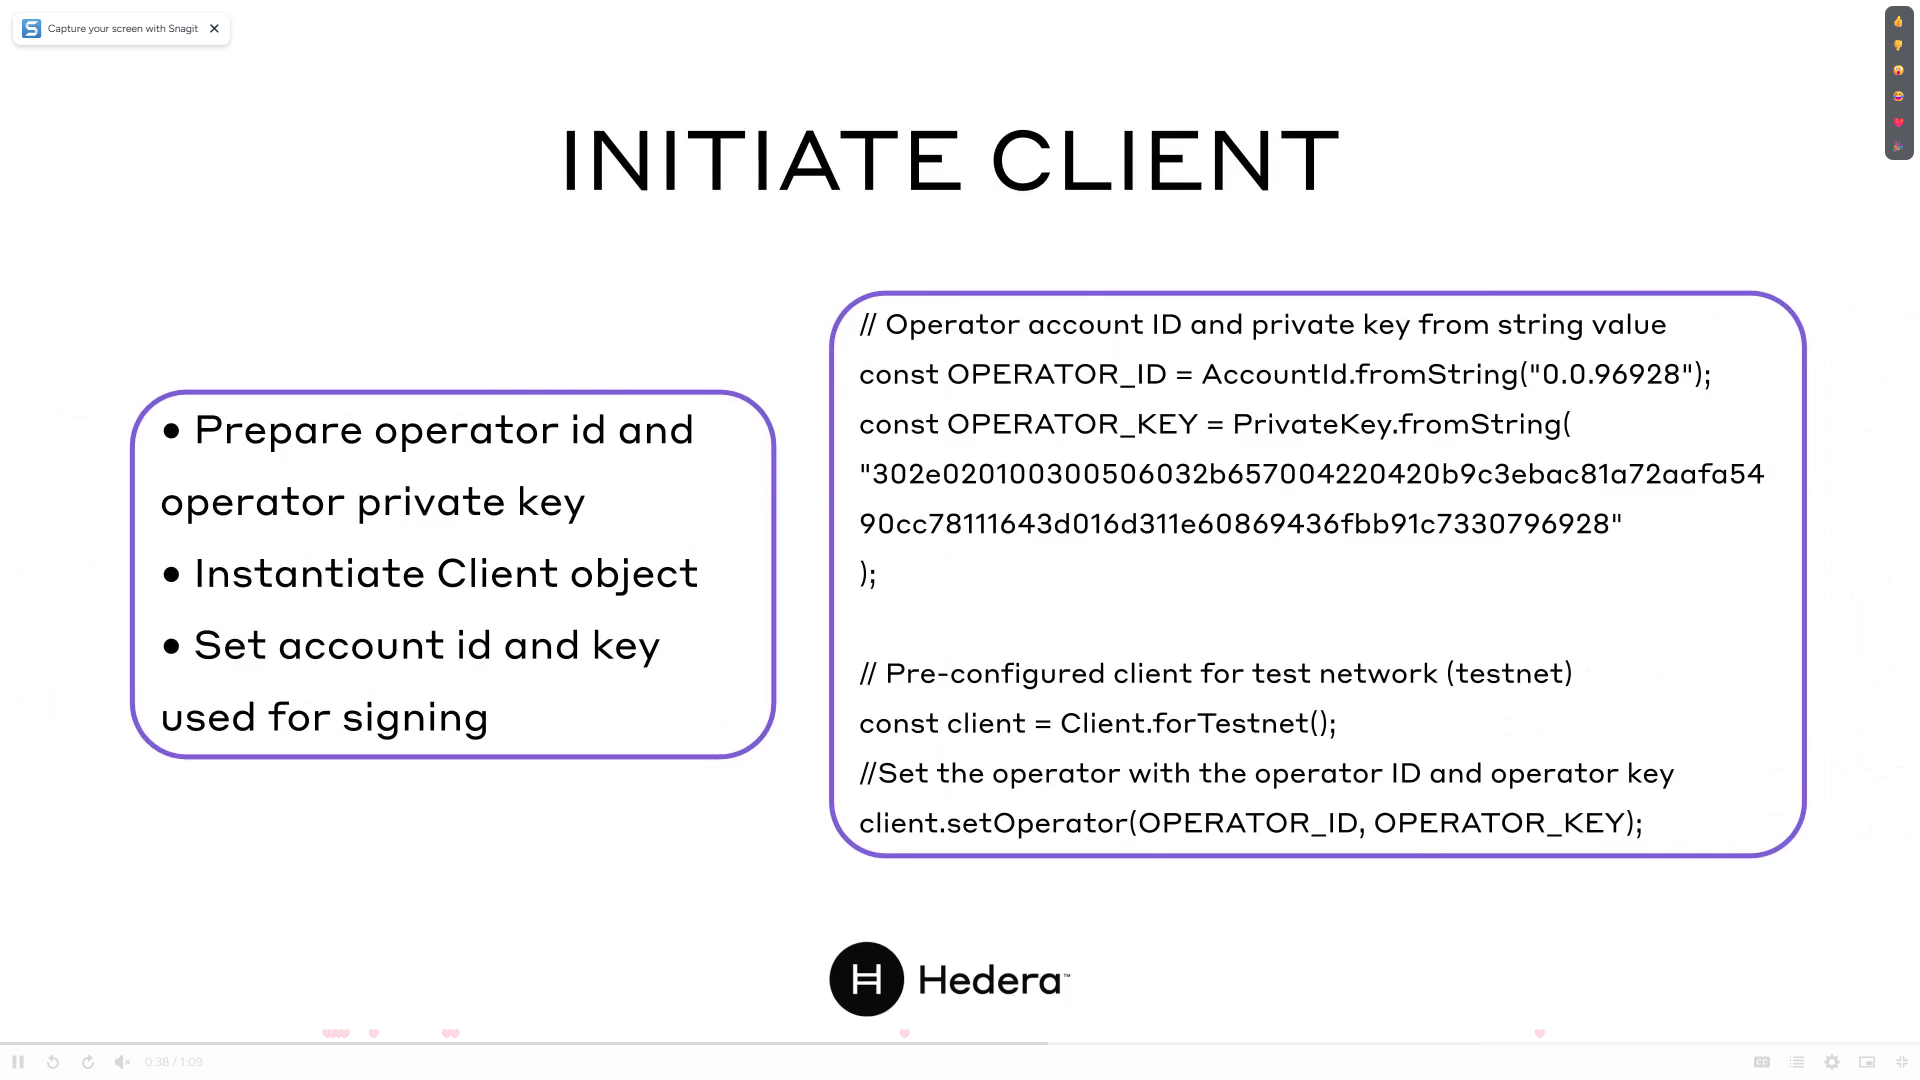 Capture your screen with Snagit
INITIATE CLIENT
• Prepare operator id and
operator private key
• Instantiate Client object
• Set account id and key
used for signing
// Operator account ID and private key from string value
const OPERATOR_ID = AccountId.fromString("0.0.96928");
const OPERATOR_KEY = PrivateKey.fromString(
"302e020100300506032b657004220420b9c3ebac81a72aafa54
90cc78111643d016d311e60869436fbb91c7330796928"
);
// Pre-configured client for test network (testnet)
const client = Client.forTestnet();
//Set the operator with the operator ID and operator key
client.setOperator(OPERATOR_ID, OPERATOR_KEY);
Hedera™
0:38 / 1:09
CC